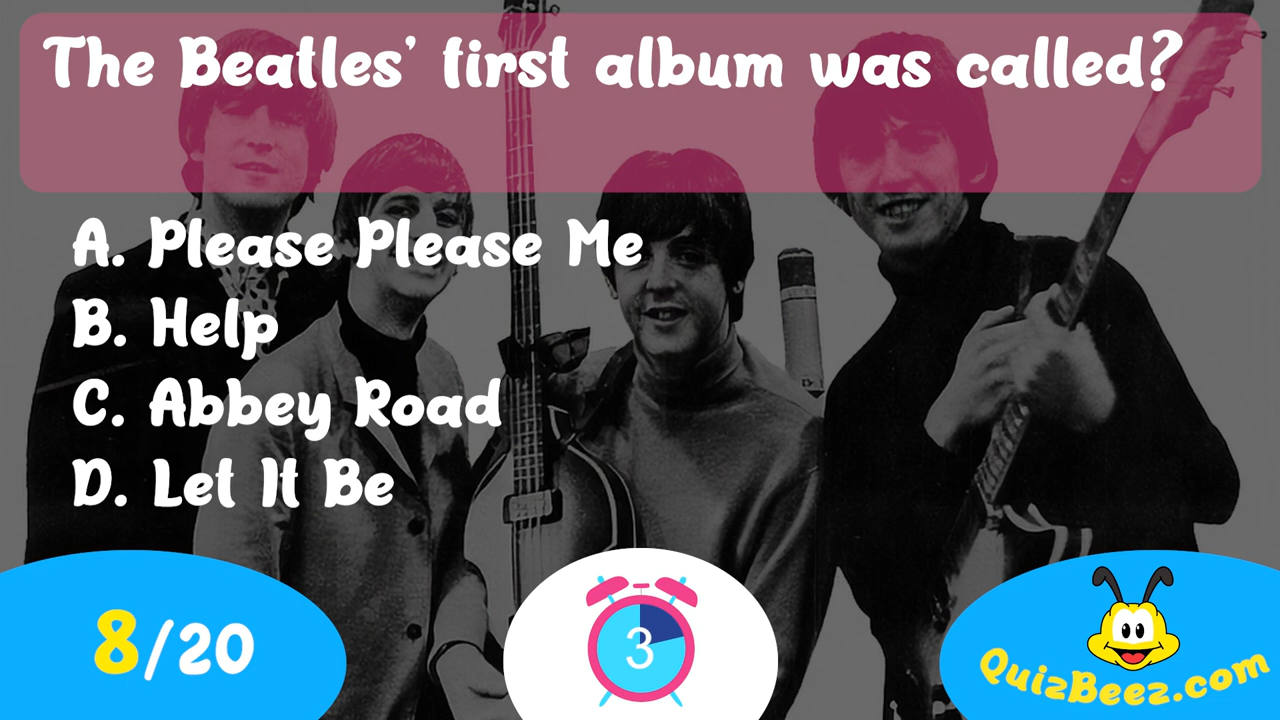 The Beatles’ first album was called?
A. Please Please Me
B. Help
C. Abbey Road
D. Let It Be
8/20
3
QuizBeez.com